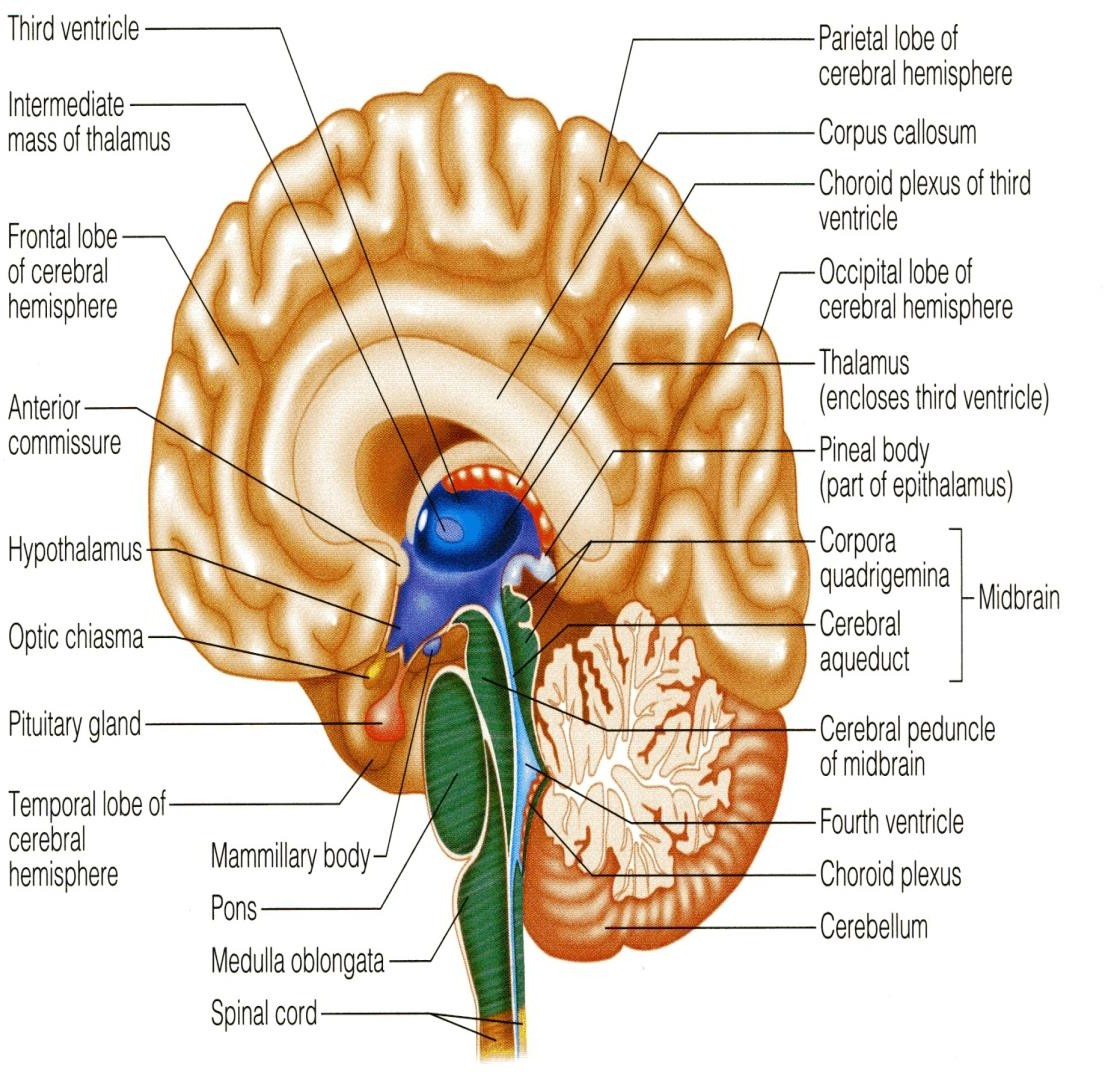 Third ventricle
Intermediate
mass of thalamus
Frontal lobe
of cerebral
hemisphere
Anterior
commissure
Hypothalamus
Optic chiasma
Pituitary gland
Temporal lobe of
cerebral
hemisphere
Mammillary body
Pons
Medulla oblongata
Spinal cord
Parietal lobe of
cerebral hemisphere
Corpus callosum
Choroid plexus of third
ventricle
Occipital lobe of
cerebral hemisphere
Thalamus
(encloses third ventricle)
Pineal body
(part of epithalamus)
Corpora
quadrigemina
Midbrain
Cerebral
aqueduct
Cerebral peduncle
of midbrain
Fourth ventricle
Choroid plexus
Cerebellum